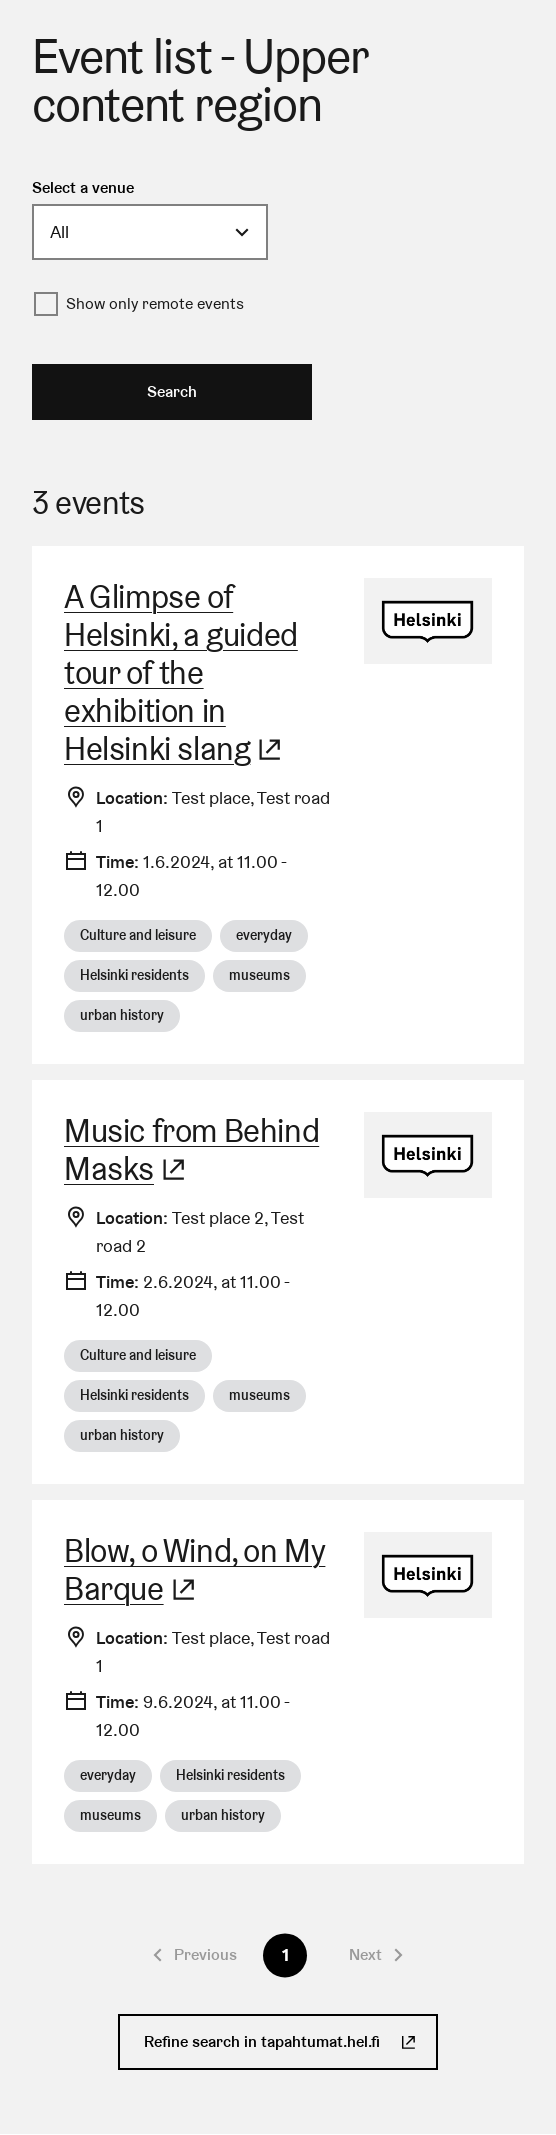 Event list - Upper
content region
Select a venue
All
Show only remote events
Search
3 events
A Glimpse of
Helsinki, a guided
tour of the
exhibition in
Helsinki slang
Helsinki
Location: Test place, Test road
1
Time: 1.6.2024, at 11.00 -
12.00
Culture and leisure everyday
Helsinki residents museums
urban history
Music from Behind
Masks
Helsinki
Location: Test place 2, Test
road 2
Time: 2.6.2024, at 11.00 -
12.00
Culture and leisure
Helsinki residents museums
urban history
Blow, o Wind, on My
Barque
Helsinki
Location: Test place, Test road
1
Time: 9.6.2024, at 11.00 -
12.00
everyday Helsinki residents
museums urban history
Previous 1 Next
Refine search in tapahtumat.hel.fi